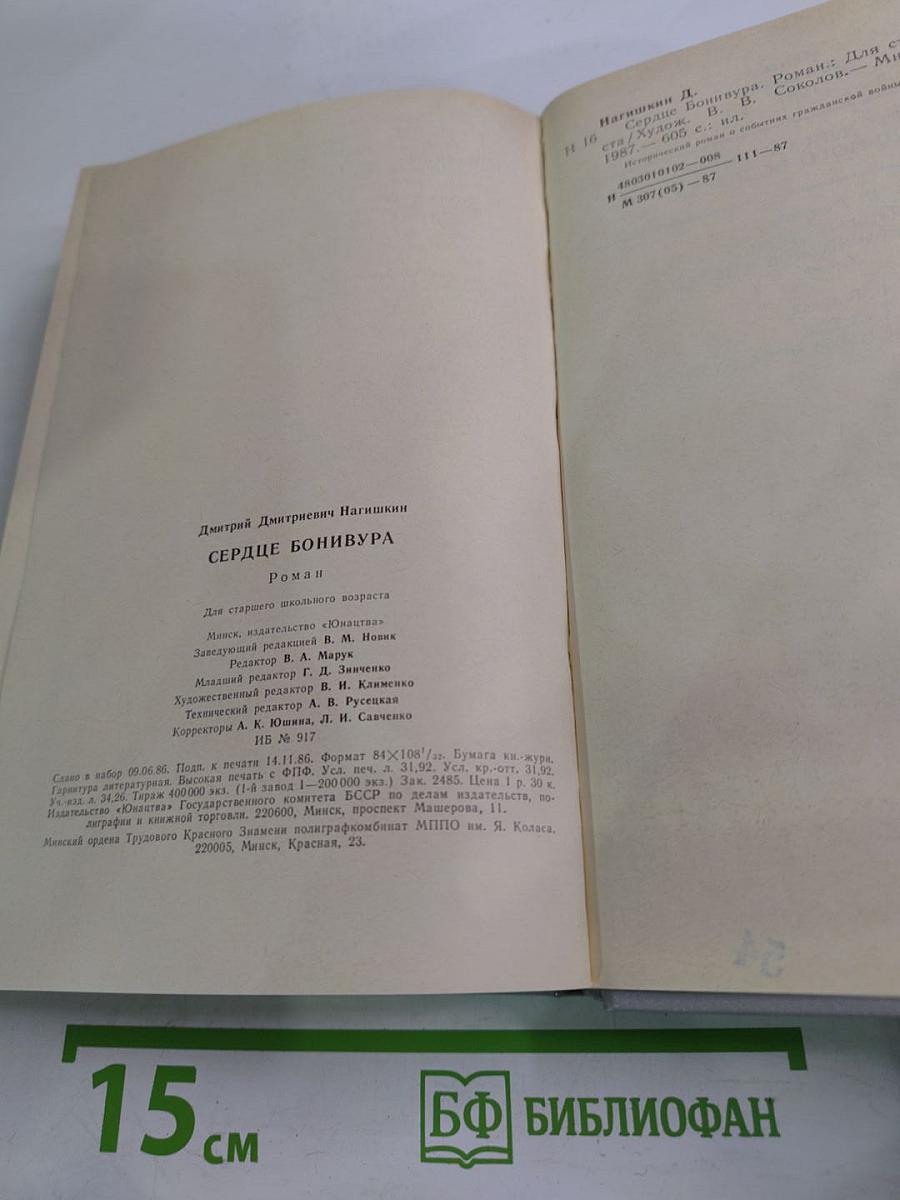 Дмитрий Дмитриевич Нагишкин
СЕРДЦЕ БОНИВУРА
Роман
Для старшего школьного возраста
Минск, издательство «Юнацтва»
Заведующий редакцией В. М. Новик
Редактор В. А. Марук
Младший редактор Г. Д. Зинченко
Художественный редактор В. И. Клименко
Технический редактор А. В. Русецкая
Корректоры А. К. Юшина, Л. И. Савченко
ИБ № 917
Сдано в набор 09.06.86. Подп. к печати 14.11.86. Формат 84×108¹/₃₂. Бумага кн.-журн.
Гарнитура литературная. Высокая печать с ФПФ. Усл. печ. л. 31,92. Усл. кр.-отт. 31,92.
Уч.-изд. л. 34,26. Тираж 400 000 экз. (1-й завод 1—200 000 экз.) Зак. 2485. Цена 1 р. 30 к.
Издательство «Юнацтва» Государственного комитета БССР по делам издательств, по-
лиграфии и книжной торговли. 220600, Минск, проспект Машерова, 11.
Минский ордена Трудового Красного Знамени полиграфкомбинат МППО им. Я. Коласа.
220005, Минск, Красная, 23.
Нагишкин Д.
Н 16 Сердце Бонивура. Роман.: Для ст
ста/Худож. В. В. Соколов.— Мн
1987.— 605 с.: ил.
Исторический роман о событиях гражданской войны
Н 4803010102—008 111—87
М 307(05)—87
54
15 см
БФ БИБЛИОФАН